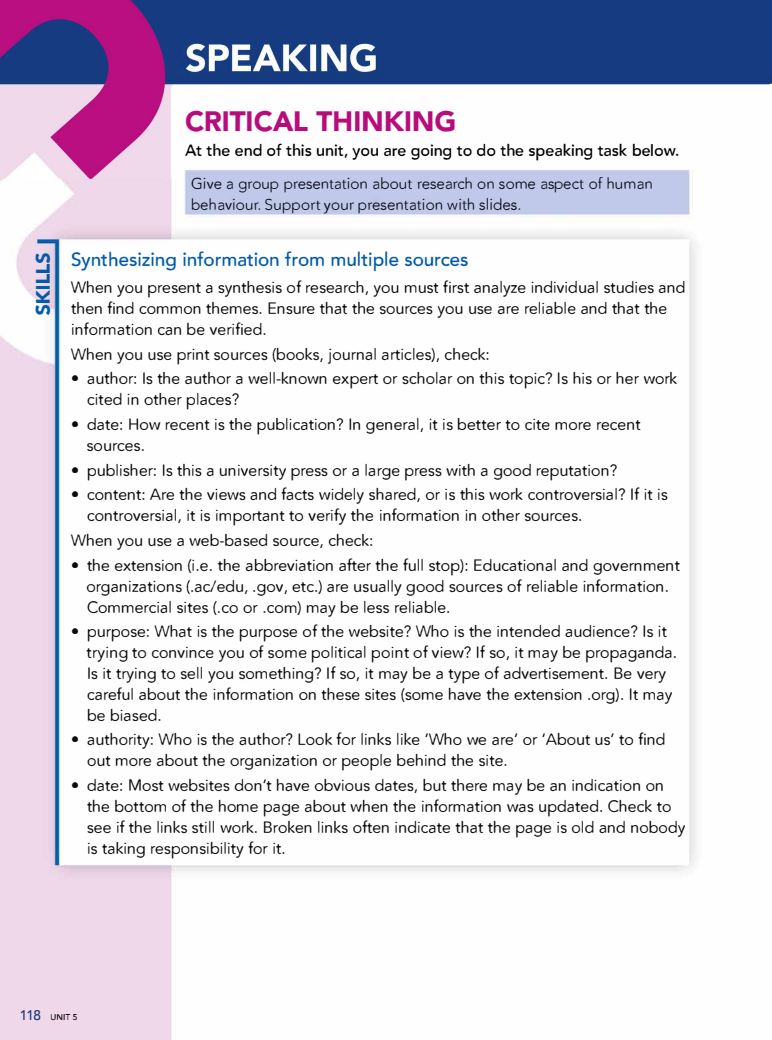 SPEAKING
CRITICAL THINKING
At the end of this unit, you are going to do the speaking task below.
Give a group presentation about research on some aspect of human
behaviour. Support your presentation with slides.
SKILLS
Synthesizing information from multiple sources
When you present a synthesis of research, you must first analyze individual studies and
then find common themes. Ensure that the sources you use are reliable and that the
information can be verified.
When you use print sources (books, journal articles), check:
• author: Is the author a well-known expert or scholar on this topic? Is his or her work
cited in other places?
• date: How recent is the publication? In general, it is better to cite more recent
sources.
• publisher: Is this a university press or a large press with a good reputation?
• content: Are the views and facts widely shared, or is this work controversial? If it is
controversial, it is important to verify the information in other sources.
When you use a web-based source, check:
• the extension (i.e. the abbreviation after the full stop): Educational and government
organizations (.ac/edu, .gov, etc.) are usually good sources of reliable information.
Commercial sites (.co or .com) may be less reliable.
• purpose: What is the purpose of the website? Who is the intended audience? Is it
trying to convince you of some political point of view? If so, it may be propaganda.
Is it trying to sell you something? If so, it may be a type of advertisement. Be very
careful about the information on these sites (some have the extension .org). It may
be biased.
• authority: Who is the author? Look for links like ‘Who we are’ or ‘About us’ to find
out more about the organization or people behind the site.
• date: Most websites don’t have obvious dates, but there may be an indication on
the bottom of the home page about when the information was updated. Check to
see if the links still work. Broken links often indicate that the page is old and nobody
is taking responsibility for it.
118 UNIT 5